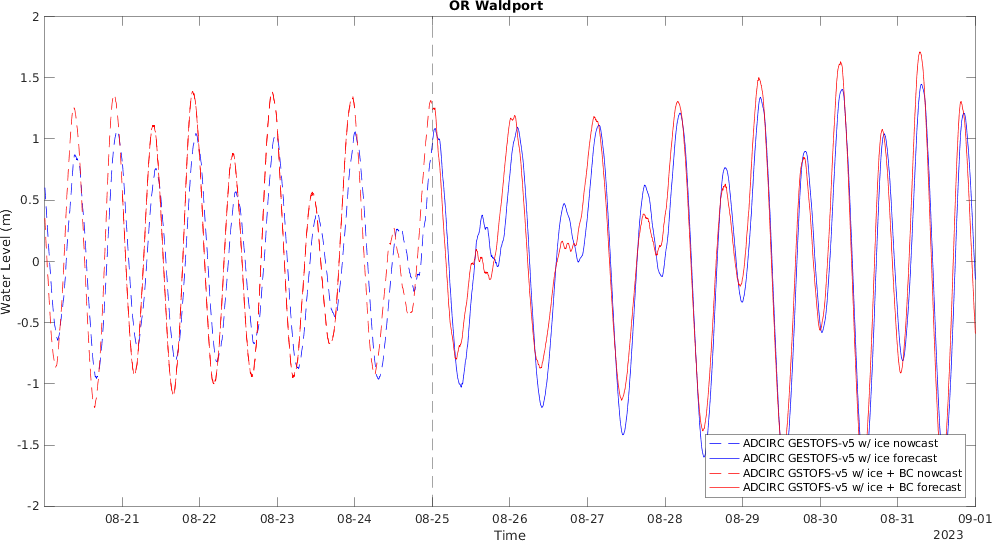 OR Waldport
2
1.5
1
0.5
0
-0.5
-1
-1.5
-2
Water Level (m)
ADCIRC GESTOFS-v5 w/ ice nowcast
ADCIRC GESTOFS-v5 w/ ice forecast
ADCIRC GSTOFS-v5 w/ ice + BC nowcast
ADCIRC GSTOFS-v5 w/ ice + BC forecast
08-21 08-22 08-23 08-24 08-25 08-26 08-27 08-28 08-29 08-30 08-31 09-01
Time
2023